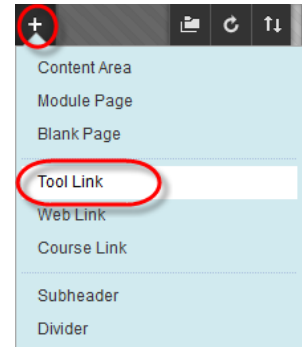 +
Content Area
Module Page
Blank Page
Tool Link
Web Link
Course Link
Subheader
Divider